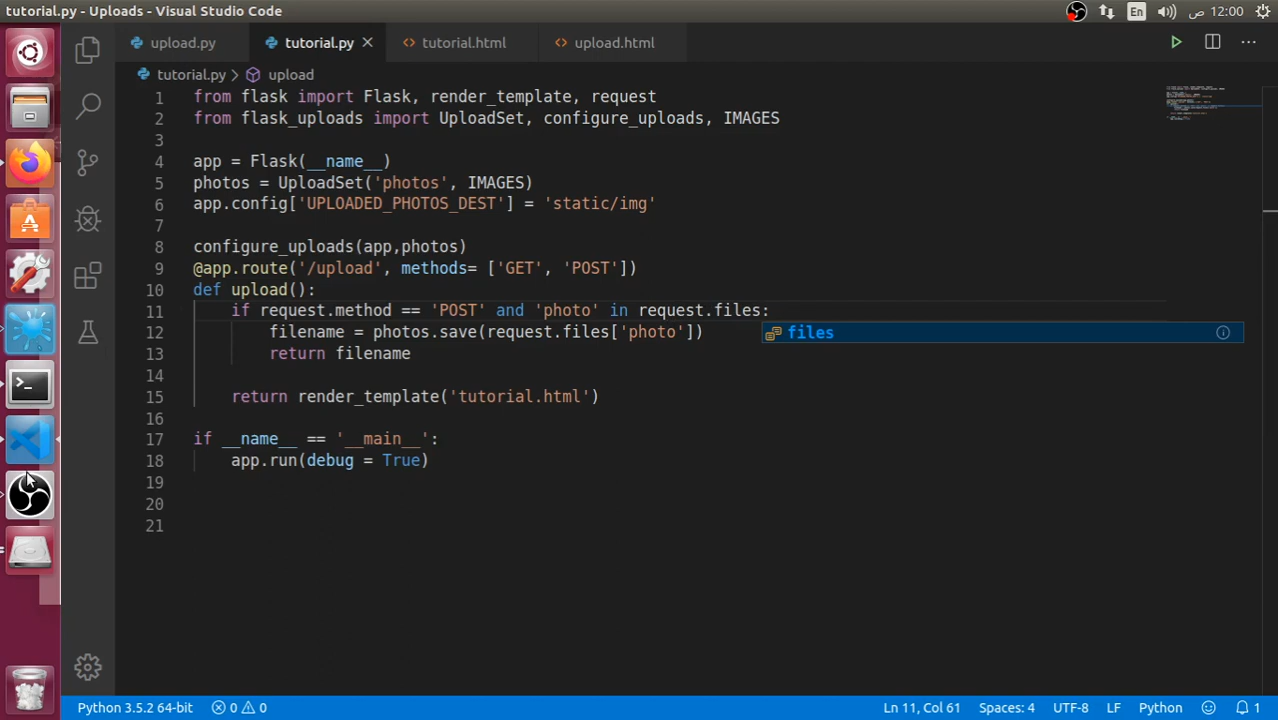 tutorial.py - Uploads - Visual Studio Code
En
12:00 ص
upload.py
tutorial.py
tutorial.html
upload.html
tutorial.py > upload
1 from flask import Flask, render_template, request
2 from flask_uploads import UploadSet, configure_uploads, IMAGES
3
4 app = Flask(__name__)
5 photos = UploadSet('photos', IMAGES)
6 app.config['UPLOADED_PHOTOS_DEST'] = 'static/img'
7
8 configure_uploads(app,photos)
9 @app.route('/upload', methods= ['GET', 'POST'])
10 def upload():
11 if request.method == 'POST' and 'photo' in request.files:
12 filename = photos.save(request.files['photo'])
files
13 return filename
14
15 return render_template('tutorial.html')
16
17 if __name__ == '__main__':
18 app.run(debug = True)
19
20
21
Python 3.5.2 64-bit
0
0
Ln 11, Col 61
Spaces: 4
UTF-8
LF
Python
1